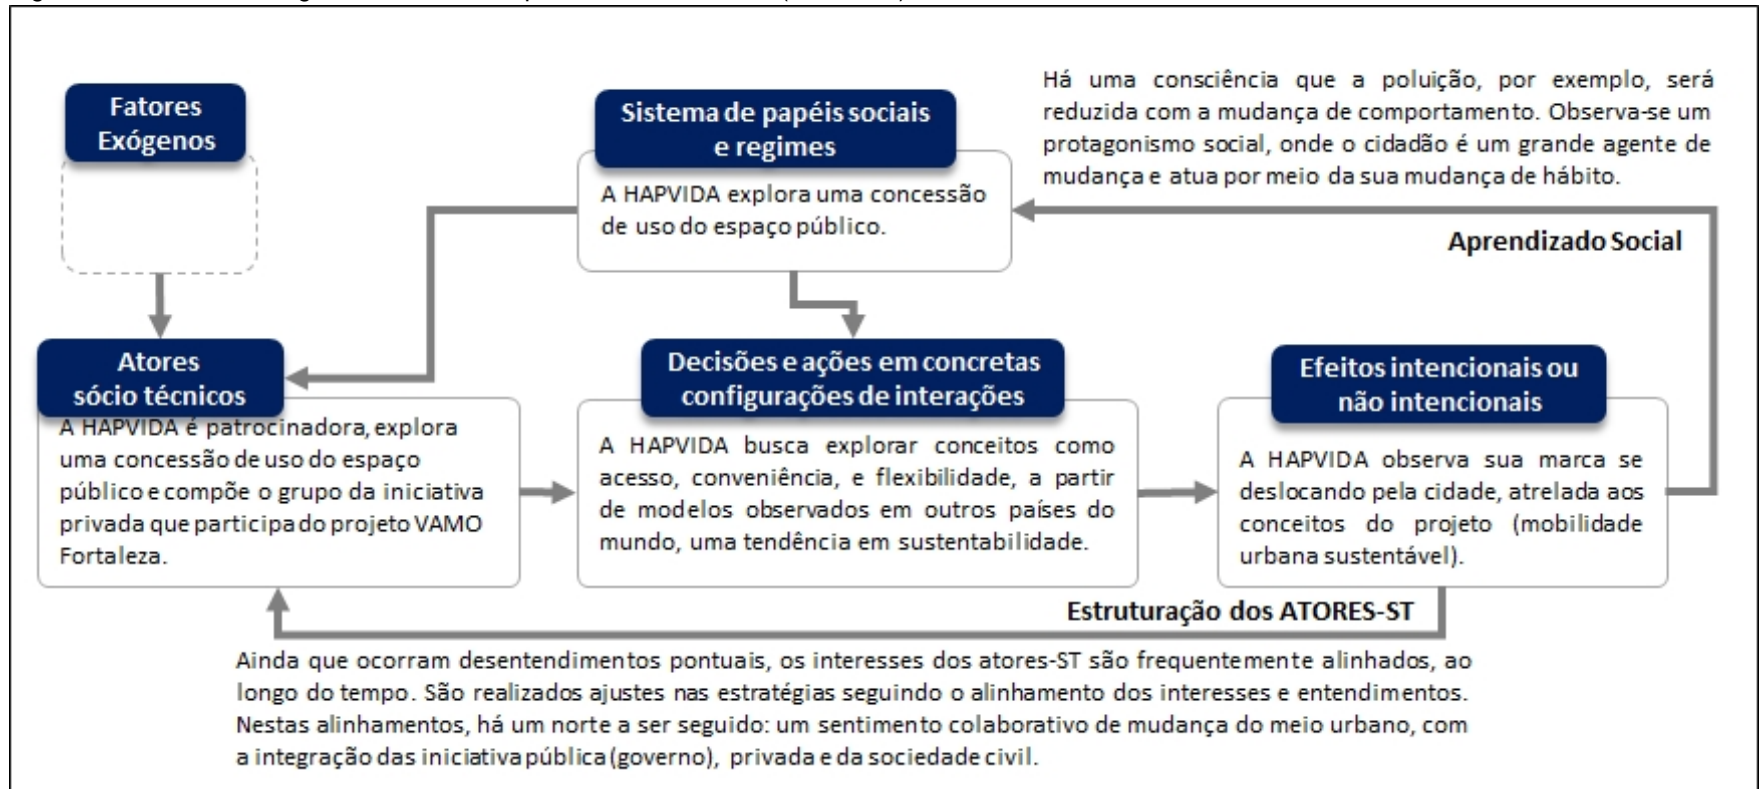 Fatores
Exógenos
Sistema de papéis sociais
e regimes
A HAPVIDA explora uma concessão
de uso do espaço público.
Há uma consciência que a poluição, por exemplo, será
reduzida com a mudança de comportamento. Observa-se um
protagonismo social, onde o cidadão é um grande agente de
mudança e atua por meio da sua mudança de hábito.
Aprendizado Social
Atores
sócio técnicos
A HAPVIDA é patrocinadora, explora
uma concessão de uso do espaço
público e compõe o grupo da iniciativa
privada que participa do projeto VAMO
Fortaleza.
Decisões e ações em concretas
configurações de interações
A HAPVIDA busca explorar conceitos como
acesso, conveniência, e flexibilidade, a partir
de modelos observados em outros países do
mundo, uma tendência em sustentabilidade.
Efeitos intencionais ou
não intencionais
A HAPVIDA observa sua marca se
deslocando pela cidade, atrelada aos
conceitos do projeto (mobilidade
urbana sustentável).
Estruturação dos ATORES-ST
Ainda que ocorram desentendimentos pontuais, os interesses dos atores-ST são frequentemente alinhados, ao
longo do tempo. São realizados ajustes nas estratégias seguindo o alinhamento dos interesses e entendimentos.
Nestas alinhamentos, há um norte a ser seguido: um sentimento colaborativo de mudança do meio urbano, com
a integração das iniciativa pública (governo), privada e da sociedade civil.